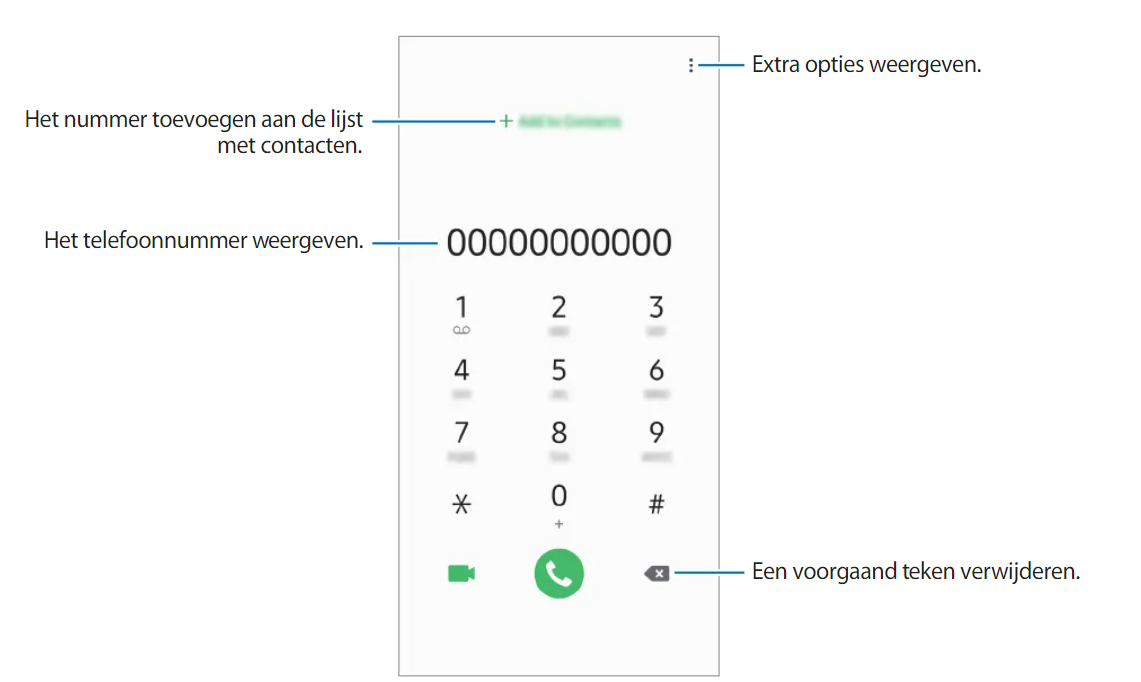 Extra opties weergeven.
Het nummer toevoegen aan de lijst
met contacten.
+
Het telefoonnummer weergeven.
00000000000
1 2 3
4 5 6
7 8 9
* 0 #
+
Een voorgaand teken verwijderen.